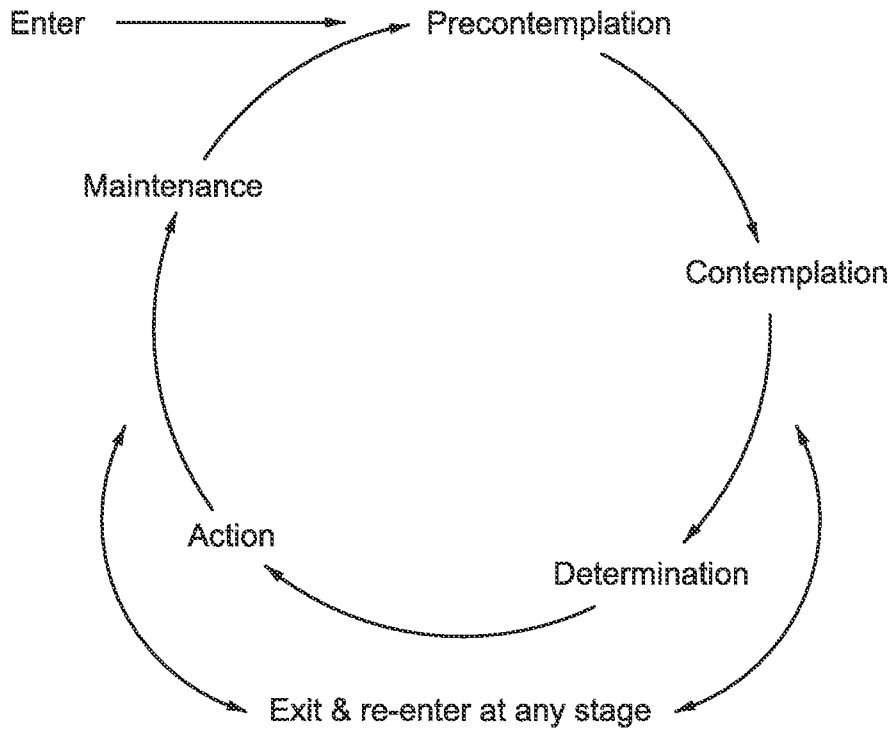 Enter
Precontemplation
Maintenance
Contemplation
Action
Determination
Exit & re-enter at any stage